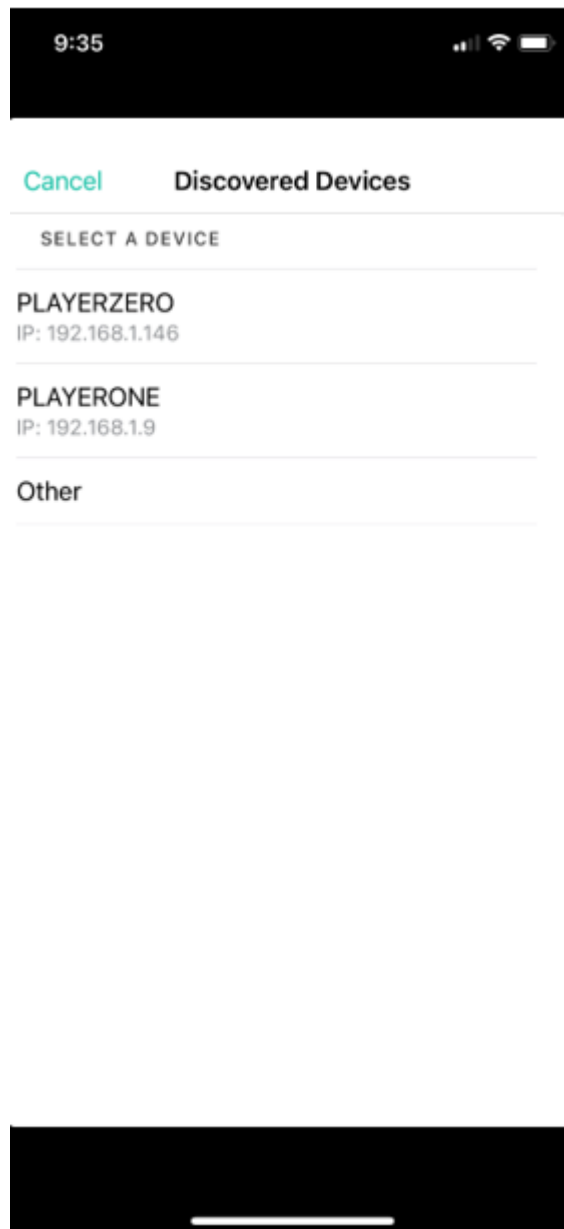 9:35
Cancel Discovered Devices
SELECT A DEVICE
PLAYERZERO
IP: 192.168.1.146
PLAYERONE
IP: 192.168.1.9
Other